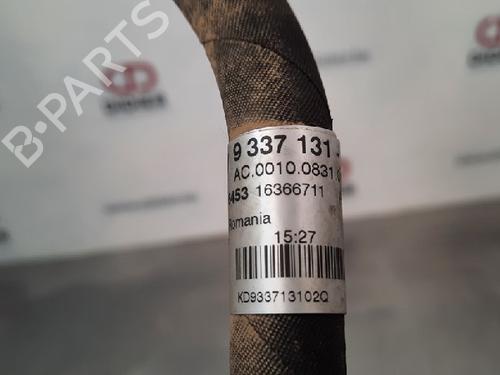 B-PARTS
9 337 131
AC.0010.0831
16366711
Romania
15:27
KD933713102Q